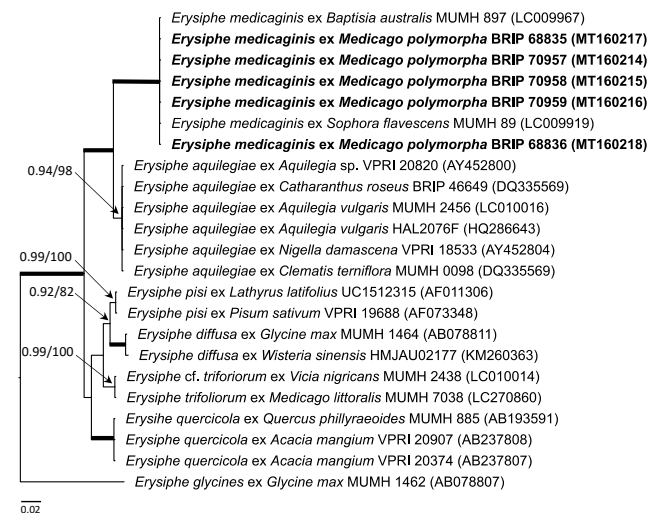 Erysiphe medicaginis ex Baptisia australis MUMH 897 (LC009967)
Erysiphe medicaginis ex Medicago polymorpha BRIP 68835 (MT160217)
Erysiphe medicaginis ex Medicago polymorpha BRIP 70957 (MT160214)
Erysiphe medicaginis ex Medicago polymorpha BRIP 70958 (MT160215)
Erysiphe medicaginis ex Medicago polymorpha BRIP 70959 (MT160216)
Erysiphe medicaginis ex Sophora flavescens MUMH 89 (LC009919)
Erysiphe medicaginis ex Medicago polymorpha BRIP 68836 (MT160218)
Erysiphe aquilegiae ex Aquilegia sp. VPRI 20820 (AY452800)
0.94/98
Erysiphe aquilegiae ex Catharanthus roseus BRIP 46649 (DQ335569)
Erysiphe aquilegiae ex Aquilegia vulgaris MUMH 2456 (LC010016)
Erysiphe aquilegiae ex Aquilegia vulgaris HAL2076F (HQ286643)
Erysiphe aquilegiae ex Nigella damascena VPRI 18533 (AY452804)
0.99/100
Erysiphe aquilegiae ex Clematis terniflora MUMH 0098 (DQ335569)
0.92/82
Erysiphe pisi ex Lathyrus latifolius UC1512315 (AF011306)
Erysiphe pisi ex Pisum sativum VPRI 19688 (AF073348)
Erysiphe diffusa ex Glycine max MUMH 1464 (AB078811)
0.99/100
Erysiphe diffusa ex Wisteria sinensis HMJAU02177 (KM260363)
Erysiphe cf. triforiorum ex Vicia nigricans MUMH 2438 (LC010014)
Erysiphe trifoliorum ex Medicago littoralis MUMH 7038 (LC270860)
Erysihe quercicola ex Quercus phillyraeoides MUMH 885 (AB193591)
Erysiphe quercicola ex Acacia mangium VPRI 20907 (AB237808)
Erysiphe quercicola ex Acacia mangium VPRI 20374 (AB237807)
Erysiphe glycines ex Glycine max MUMH 1462 (AB078807)
0.02